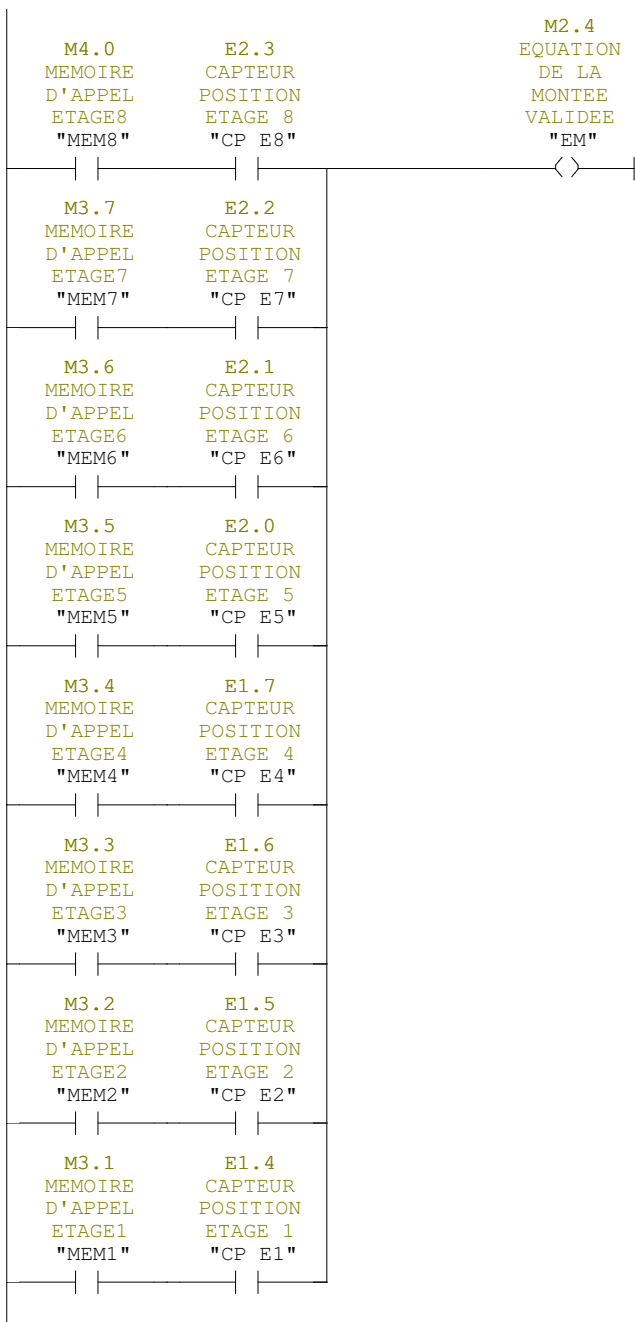 M2.4
EQUATION
DE LA
MONTEE
VALIDEE
"EM"
M4.0
MEMOIRE
D'APPEL
ETAGE8
"MEM8"
E2.3
CAPTEUR
POSITION
ETAGE 8
"CP E8"
M3.7
MEMOIRE
D'APPEL
ETAGE7
"MEM7"
E2.2
CAPTEUR
POSITION
ETAGE 7
"CP E7"
M3.6
MEMOIRE
D'APPEL
ETAGE6
"MEM6"
E2.1
CAPTEUR
POSITION
ETAGE 6
"CP E6"
M3.5
MEMOIRE
D'APPEL
ETAGE5
"MEM5"
E2.0
CAPTEUR
POSITION
ETAGE 5
"CP E5"
M3.4
MEMOIRE
D'APPEL
ETAGE4
"MEM4"
E1.7
CAPTEUR
POSITION
ETAGE 4
"CP E4"
M3.3
MEMOIRE
D'APPEL
ETAGE3
"MEM3"
E1.6
CAPTEUR
POSITION
ETAGE 3
"CP E3"
M3.2
MEMOIRE
D'APPEL
ETAGE2
"MEM2"
E1.5
CAPTEUR
POSITION
ETAGE 2
"CP E2"
M3.1
MEMOIRE
D'APPEL
ETAGE1
"MEM1"
E1.4
CAPTEUR
POSITION
ETAGE 1
"CP E1"